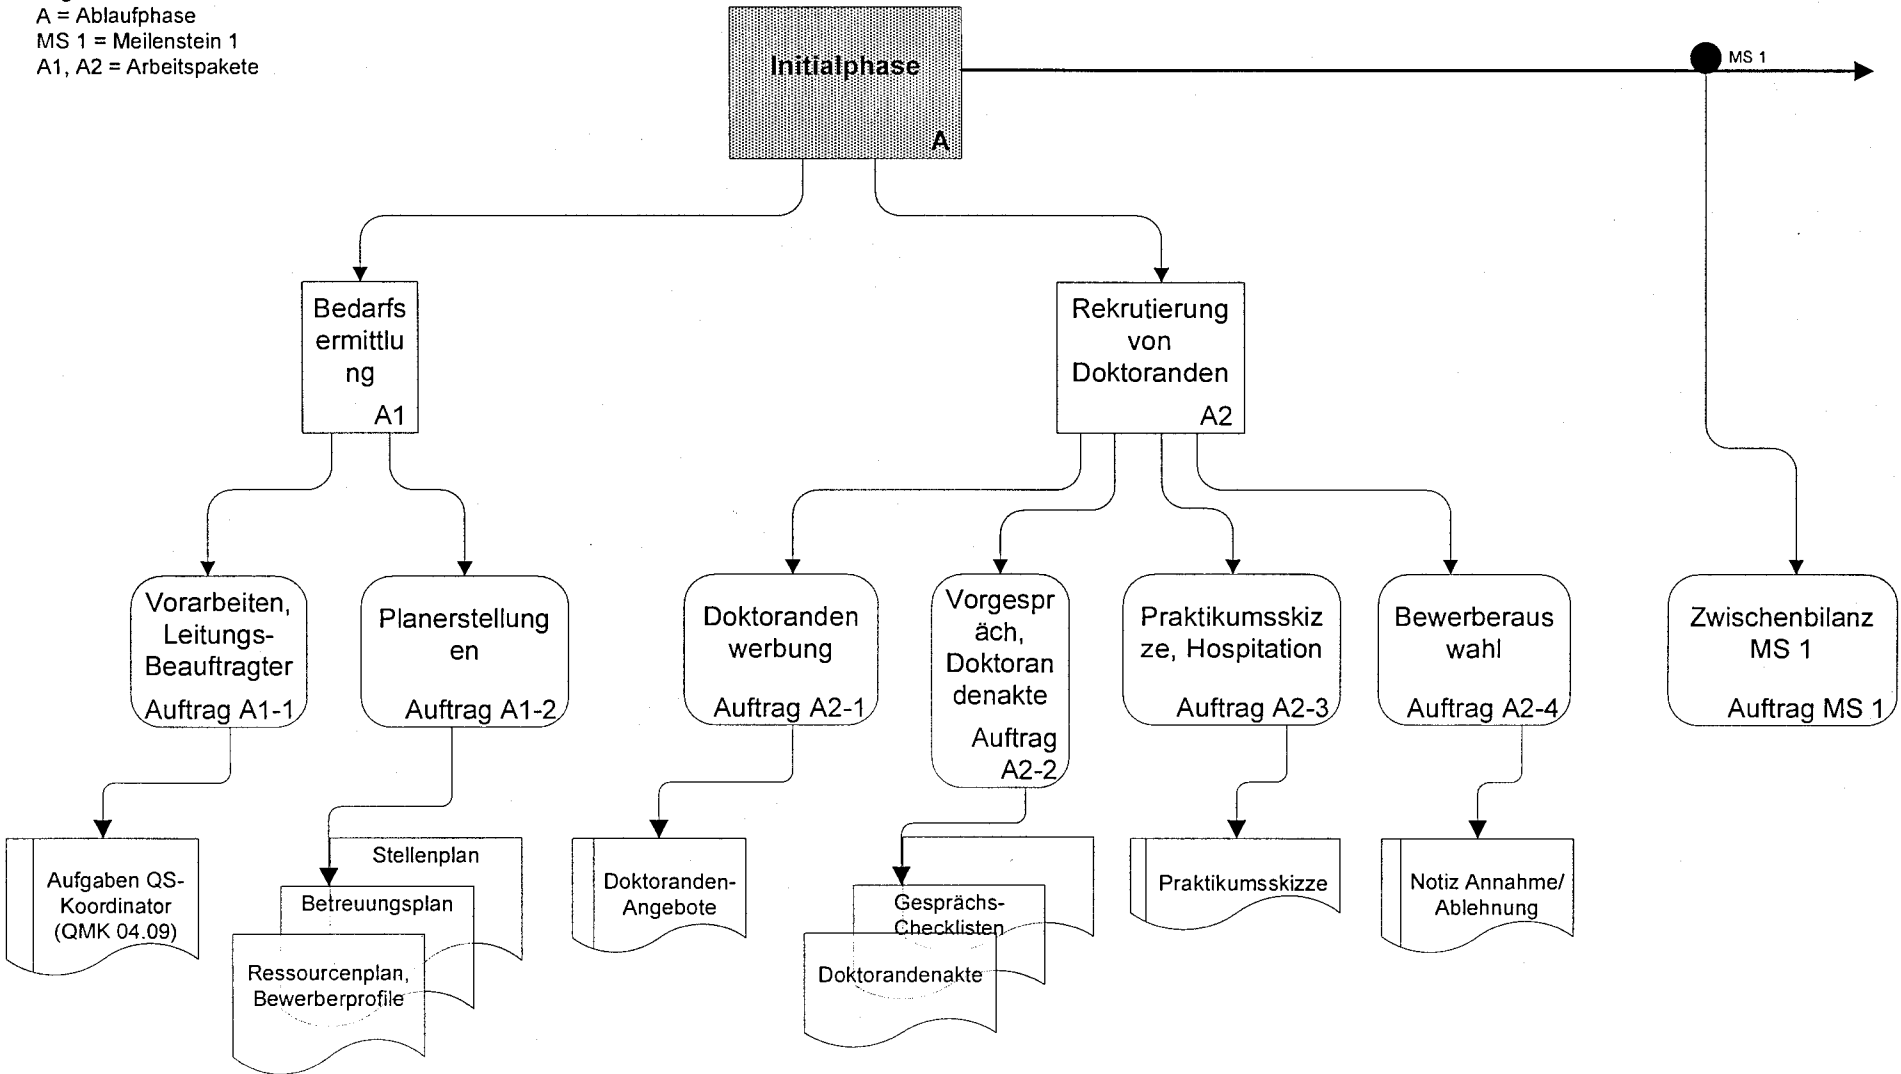 A = Ablaufphase
MS 1 = Meilenstein 1
A1, A2 = Arbeitspakete
Initialphase
A
MS 1
Bedarfs
ermittlu
ng
A1
Rekrutierung
von
Doktoranden
A2
Vorarbeiten,
Leitungs-
Beauftragter
Auftrag A1-1
Planerstellung
en
Auftrag A1-2
Doktoranden
werbung
Auftrag A2-1
Vorgespr
äch,
Doktoran
denakte
Auftrag
A2-2
Praktikumsskiz
ze, Hospitation
Auftrag A2-3
Bewerberaus
wahl
Auftrag A2-4
Zwischenbilanz
MS 1
Auftrag MS 1
Aufgaben QS-
Koordinator
(QMK 04.09)
Stellenplan
Betreuungsplan
Ressourcenplan,
Bewerberprofile
Doktoranden-
Angebote
Gesprächs-
Checklisten
Doktorandenakte
Praktikumsskizze
Notiz Annahme/
Ablehnung